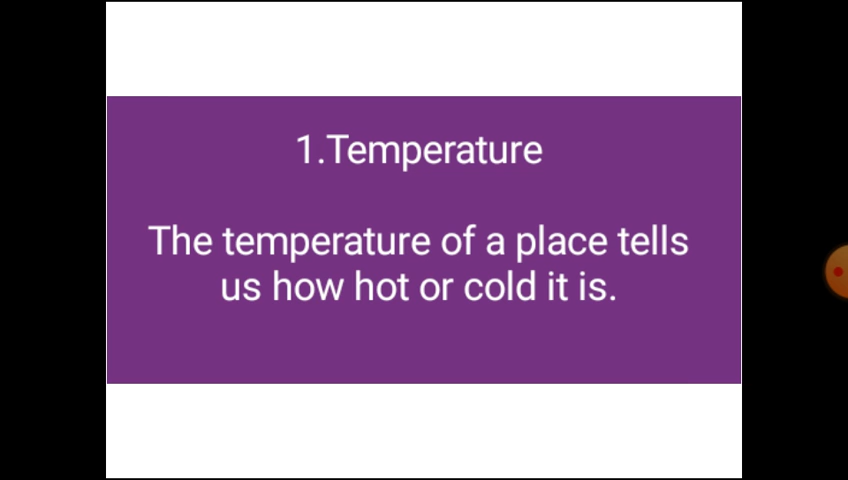 1.Temperature
The temperature of a place tells
us how hot or cold it is.